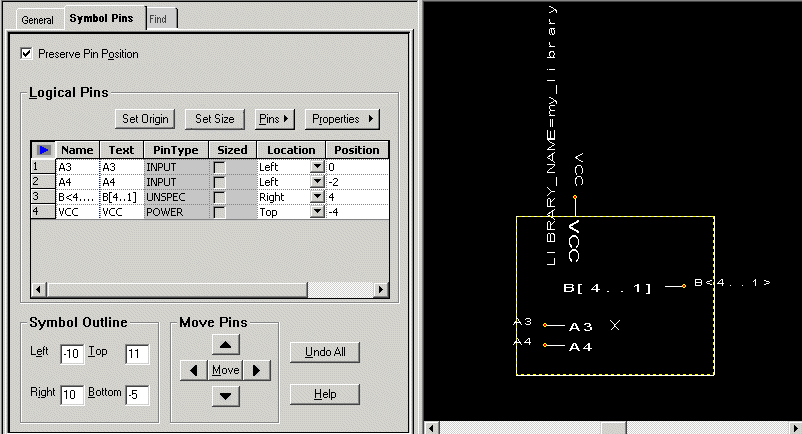 General Symbol Pins Find
Preserve Pin Position
Logical Pins
Set Origin Set Size Pins Properties
Name Text PinType Sized Location Position
1 A3 A3 INPUT Left 0
2 A4 A4 INPUT Left -2
3 B<4.... B[4..1] UNSPEC Right 4
4 VCC VCC POWER Top -4
Symbol Outline
Left -10 Top 11
Right 10 Bottom -5
Move Pins
Move
Undo All
Help
LIBRARY_NAME=my_library
VCC
VCC
B[4..1] B<4..1>
A3 A3
A4 A4